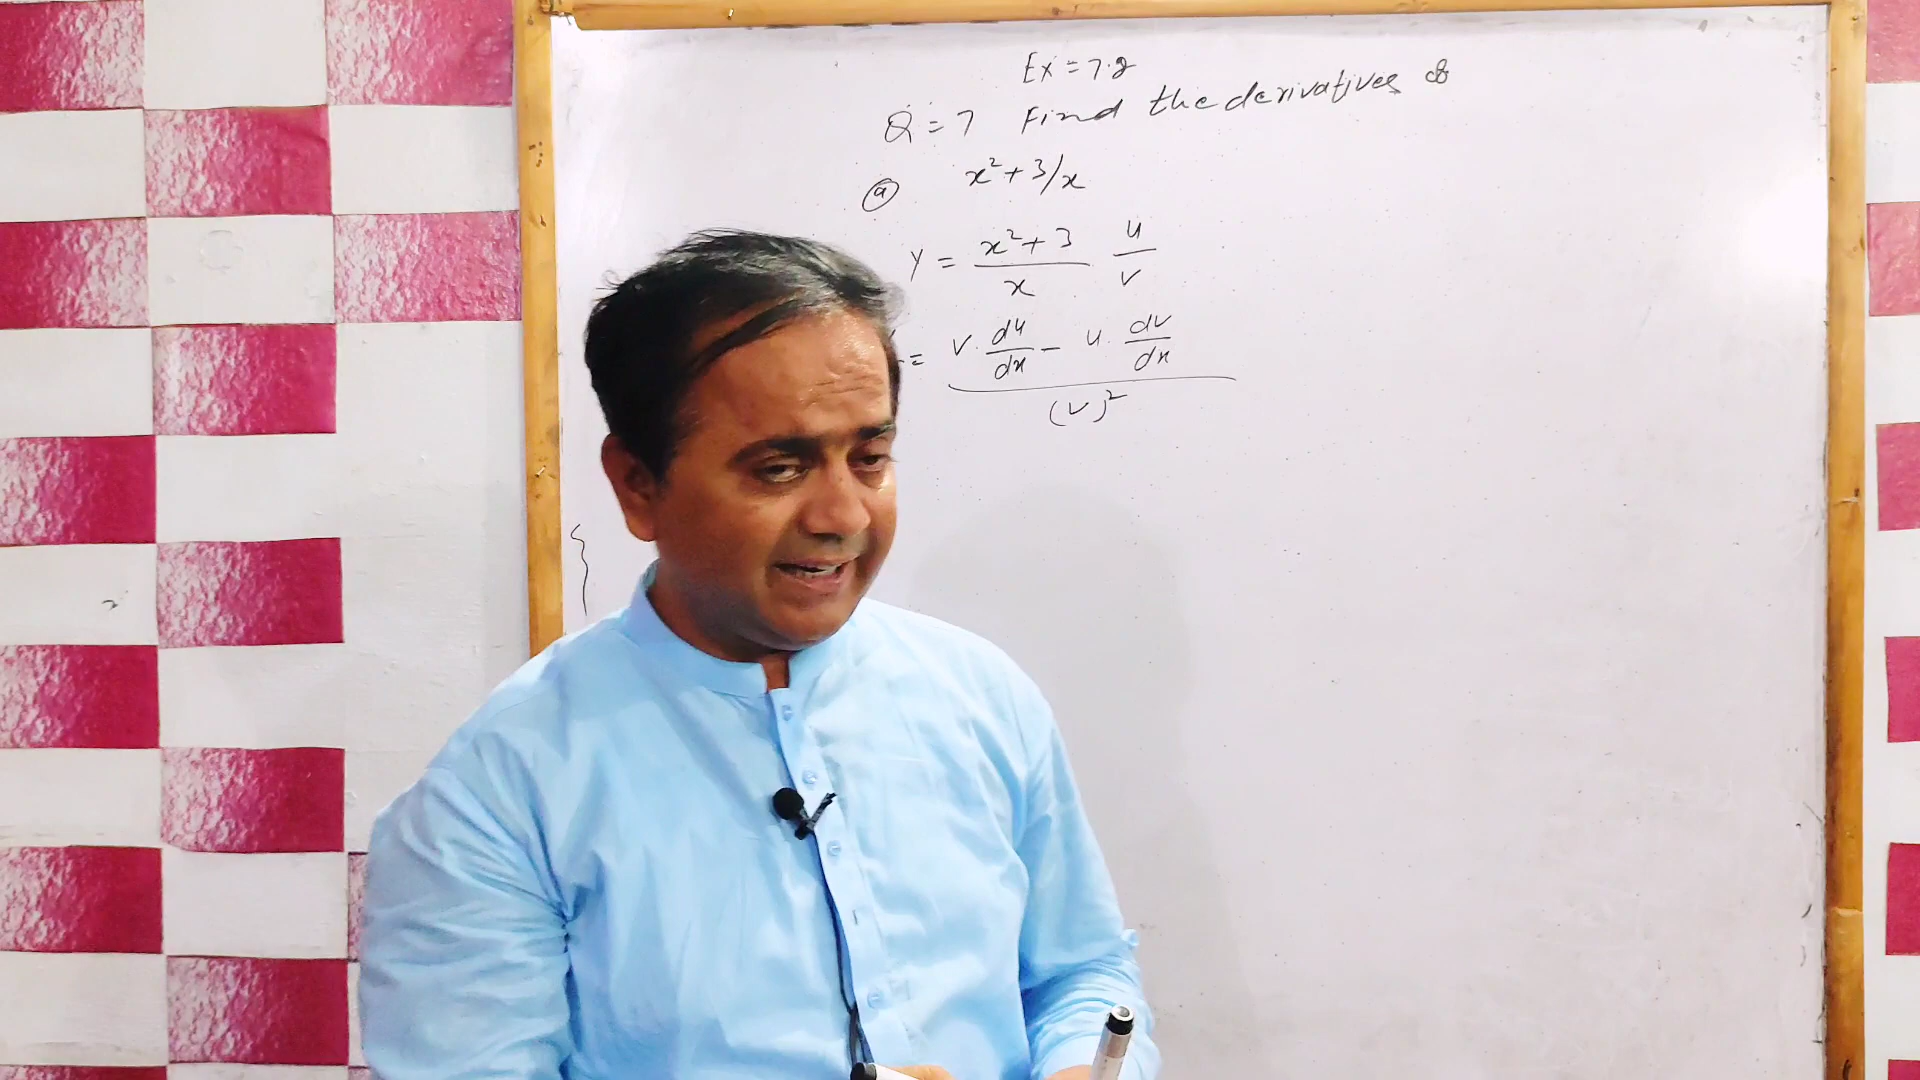 Ex = 7.2
Q = 7 Find the derivatives of
(a) x² + 3/x
y = x² + 3 / x u / v
= v · du/dx - u · dv/dx / (v)²